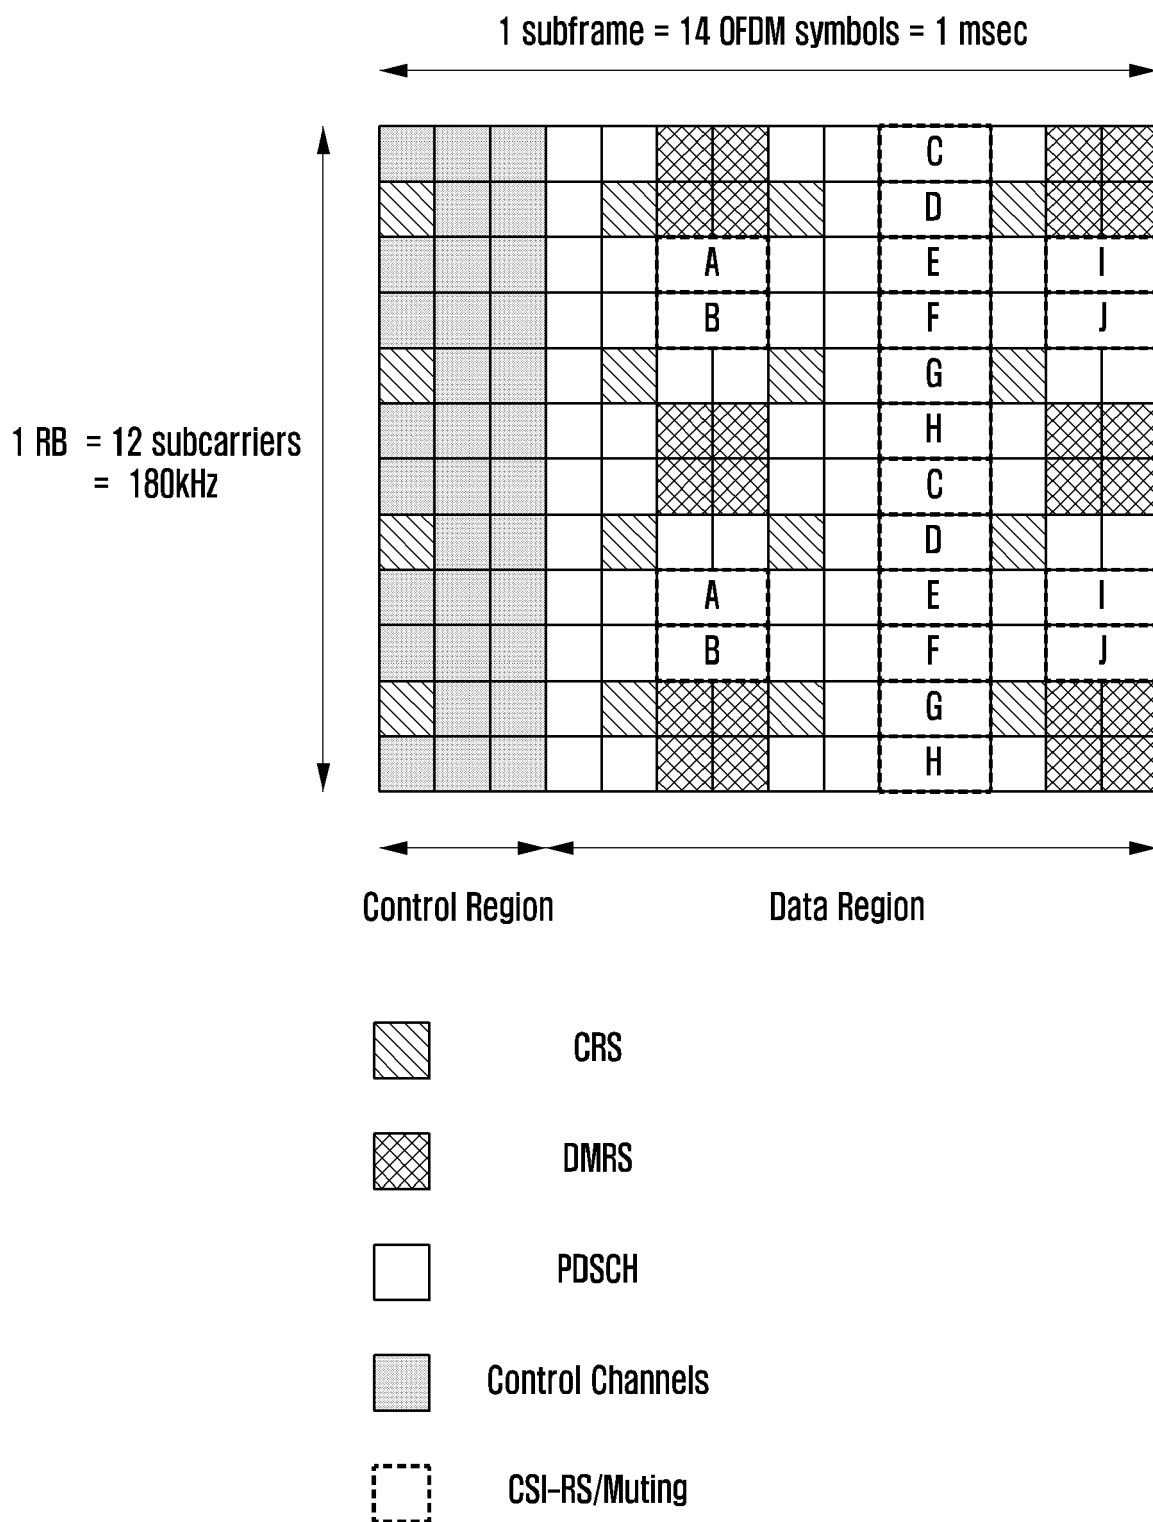 1 subframe = 14 OFDM symbols = 1 msec
C
D
A E I
B F J
G
1 RB = 12 subcarriers
= 180kHz
H
C
D
A E I
B F J
G
H
Control Region Data Region
CRS
DMRS
PDSCH
Control Channels
CSI-RS/Muting